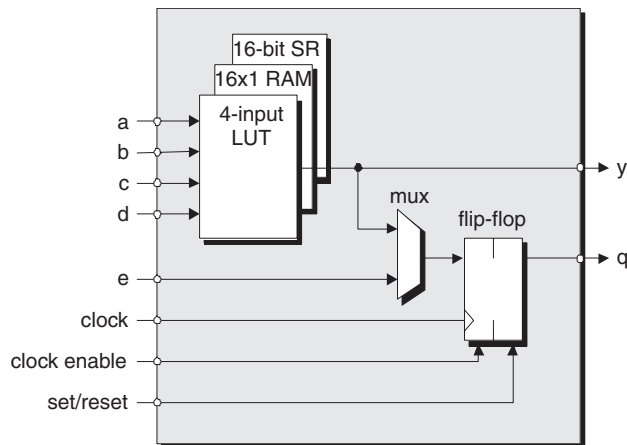 16-bit SR
16x1 RAM
4-input
LUT
a
b
c
d
e
clock
clock enable
set/reset
mux
flip-flop
y
q